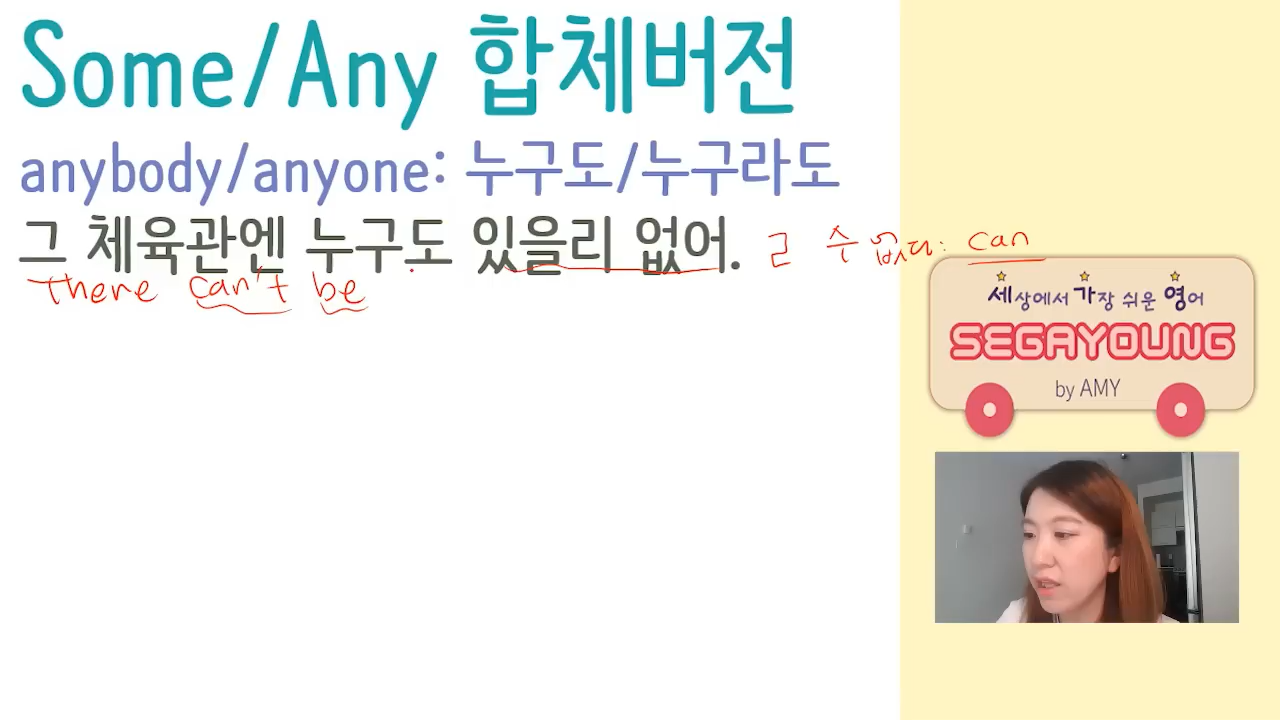 Some/Any 합체버전
anybody/anyone: 누구도/누구라도
그 체육관엔 누구도 있을리 없어.
ㄹ 수 없다: can
There can't be
세상에서 가장 쉬운 영어
SEGAYOUNG
by AMY